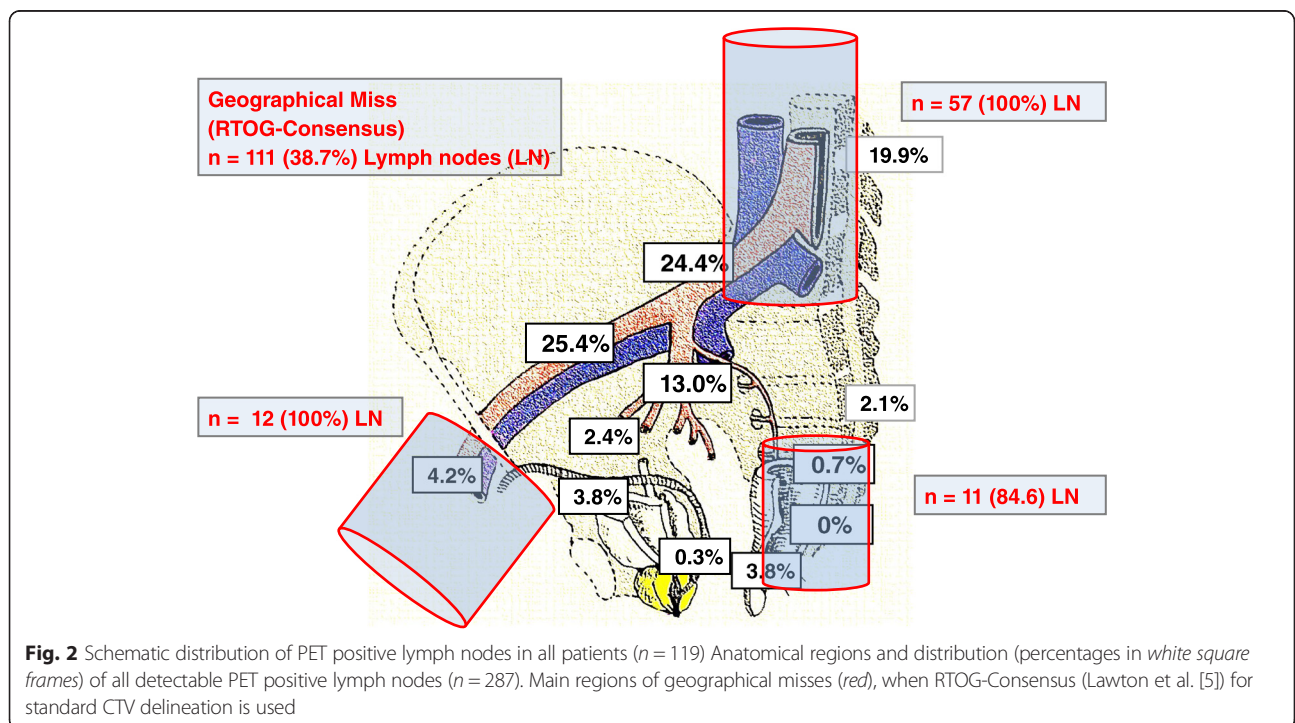 Geographical Miss
(RTOG-Consensus)
n = 111 (38.7%) Lymph nodes (LN)
n = 57 (100%) LN
19.9%
24.4%
25.4%
13.0%
2.1%
n = 12 (100%) LN
2.4%
4.2%
0.7%
3.8%
n = 11 (84.6) LN
0%
0.3%
3.8%
Fig. 2 Schematic distribution of PET positive lymph nodes in all patients (n = 119) Anatomical regions and distribution (percentages in white square
frames) of all detectable PET positive lymph nodes (n = 287). Main regions of geographical misses (red), when RTOG-Consensus (Lawton et al. [5]) for
standard CTV delineation is used